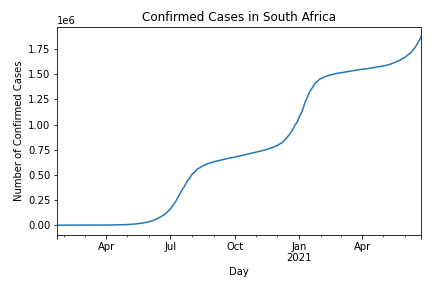 Confirmed Cases in South Africa
1e6
1.75
1.50
1.25
1.00
0.75
0.50
0.25
0.00
Number of Confirmed Cases
Apr
Jul
Oct
Jan
2021
Apr
Day